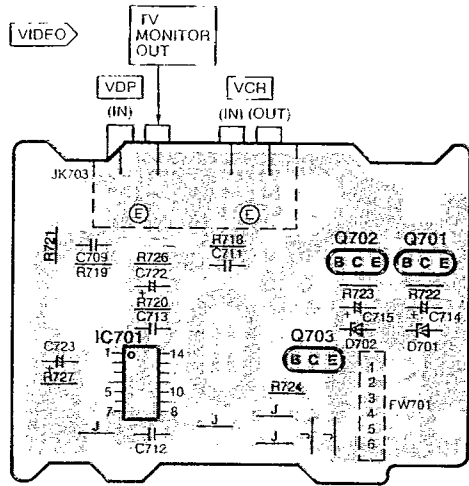 VIDEO
TV
MONITOR
OUT
VDP
VCR
(IN)
(IN) (OUT)
JK703
E
E
R721
C709
R719
R726
C722
R720
C713
R718
C711
Q702
Q701
B C E
B C E
R723
C715
D702
R722
C714
D701
IC701
1
14
5
10
7
8
C723
R727
Q703
B C E
R724
1
2
3
4
5
6
FW701
J
J
J
J
C712